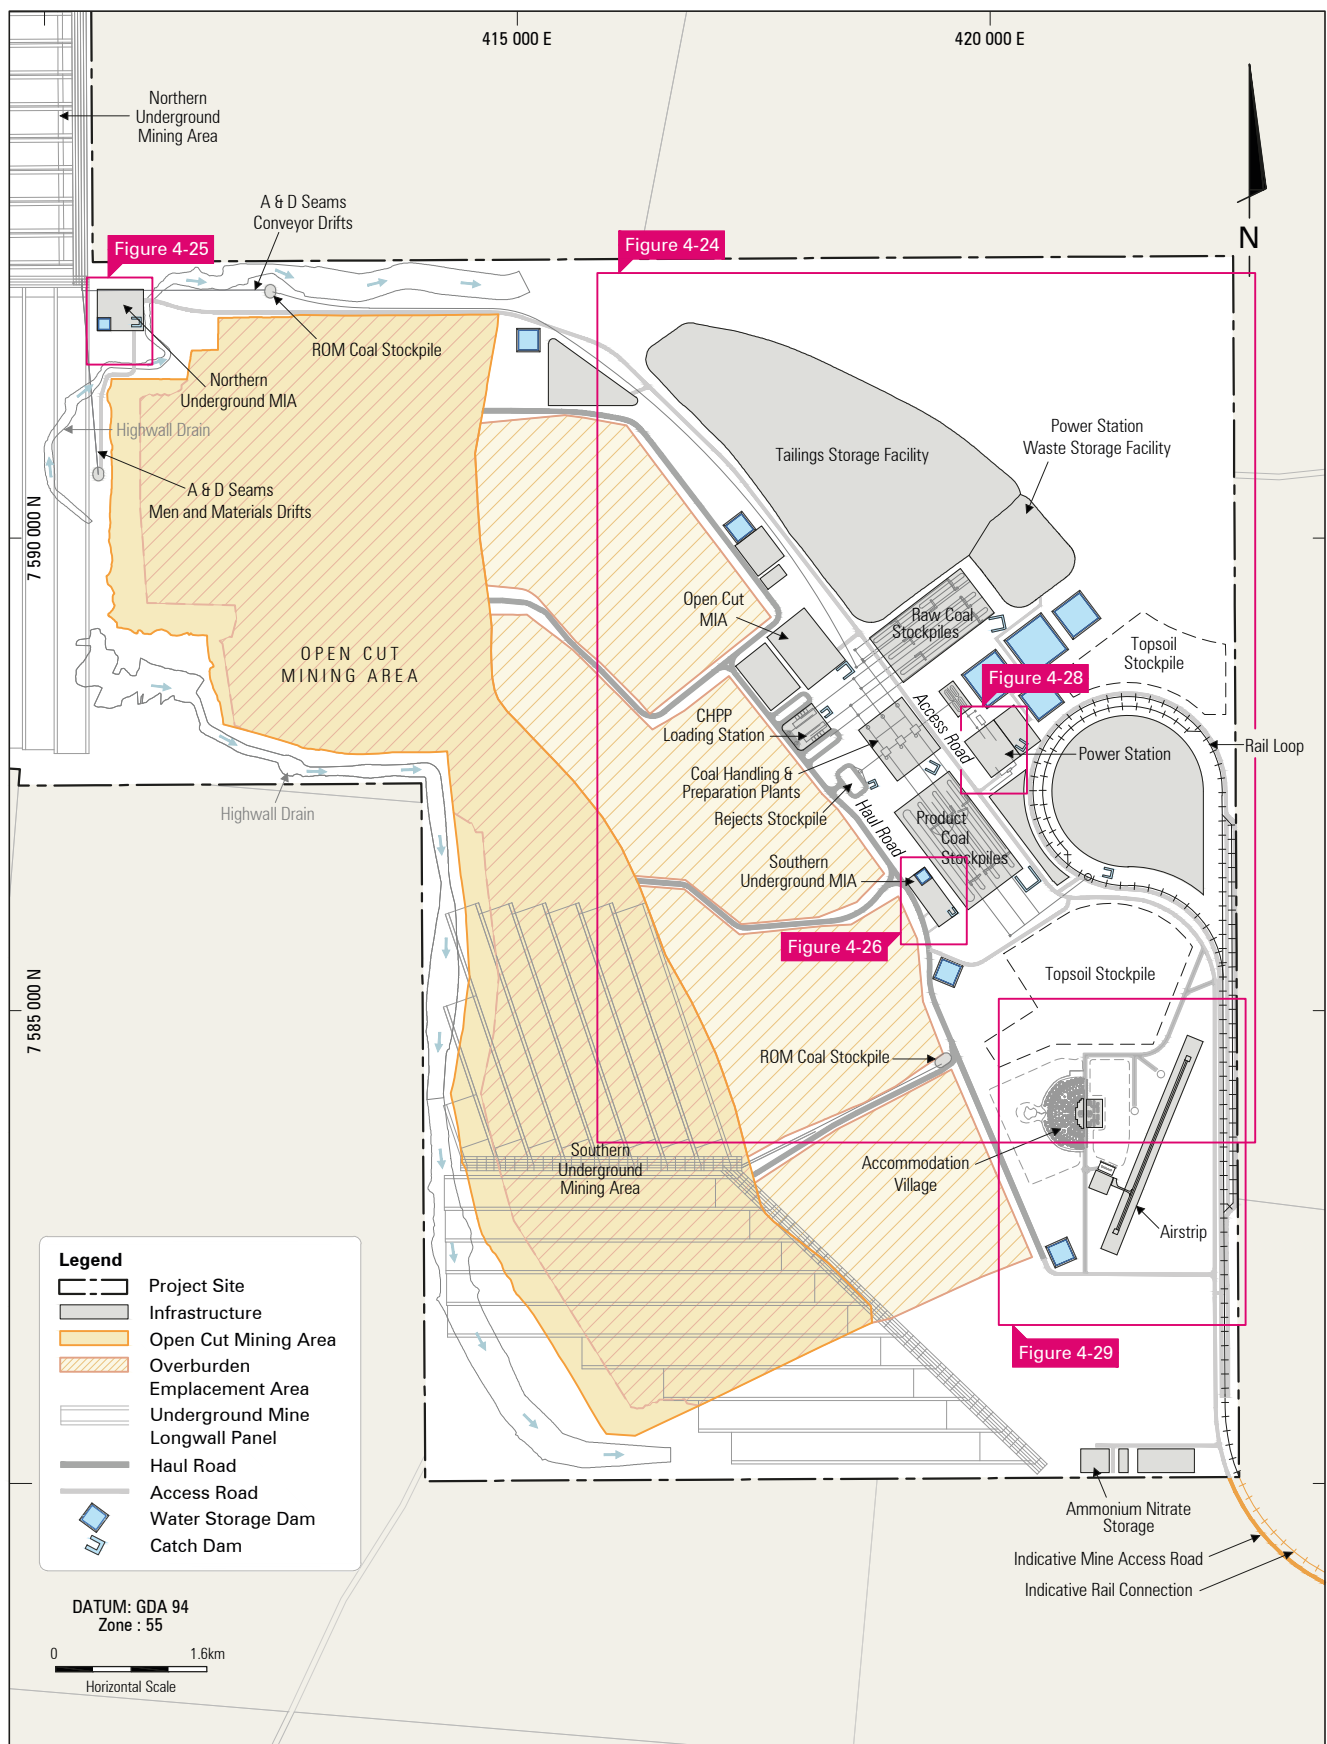 415 000 E
420 000 E
Northern
Underground
Mining Area
A & D Seams
Conveyor Drifts
Figure 4-25
Figure 4-24
N
ROM Coal Stockpile
Northern
Underground MIA
Highwall Drain
A & D Seams
Men and Materials Drifts
7 590 000 N
Tailings Storage Facility
Power Station
Waste Storage Facility
Open Cut
MIA
Raw Coal
Stockpiles
Topsoil
Stockpile
OPEN CUT
MINING AREA
Figure 4-28
CHPP
Loading Station
Access Road
Power Station
Rail Loop
Coal Handling &
Preparation Plants
Rejects Stockpile
Haul Road
Product
Coal
Stockpiles
Highwall Drain
Southern
Underground MIA
Figure 4-26
Topsoil Stockpile
7 585 000 N
ROM Coal Stockpile
Southern
Underground
Mining Area
Accommodation
Village
Airstrip
Figure 4-29
Legend
Project Site
Infrastructure
Open Cut Mining Area
Overburden
Emplacement Area
Underground Mine
Longwall Panel
Haul Road
Access Road
Water Storage Dam
Catch Dam
Ammonium Nitrate
Storage
Indicative Mine Access Road
Indicative Rail Connection
DATUM: GDA 94
Zone : 55
0
1.6km
Horizontal Scale